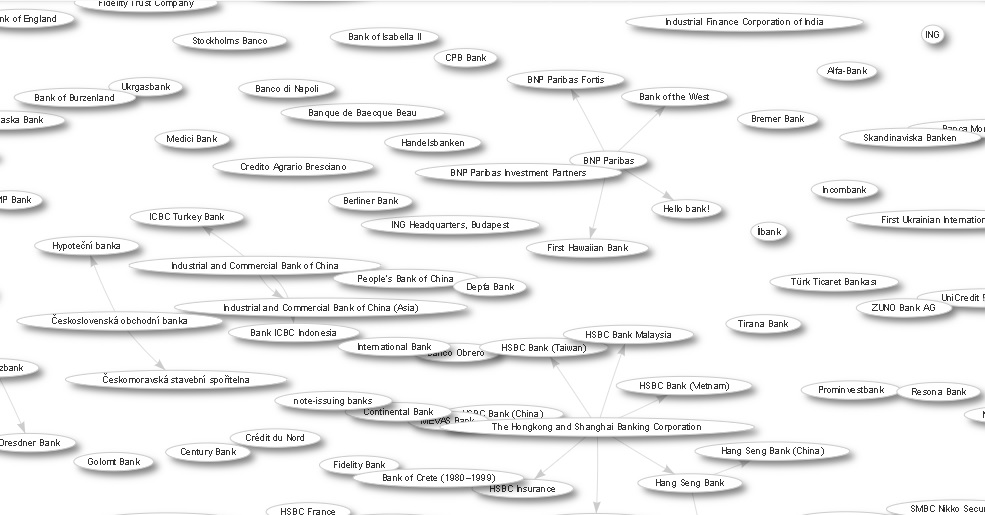 Fidelity Trust Company
nk of England
Industrial Finance Corporation of India
ING
Stockholms Banco
Bank of Isabella II
CPB Bank
Alfa-Bank
BNP Paribas Fortis
Ukrgasbank
Banco di Napoli
Bank of Burzenland
Bank of the West
Banque de Baecque Beau
aska Bank
Bremer Bank
Banca Mo
Skandinaviska Banken
Medici Bank
Handelsbanken
BNP Paribas
Credito Agrario Bresciano
BNP Paribas Investment Partners
Incombank
MP Bank
Berliner Bank
Hello bank!
ICBC Turkey Bank
ING Headquarters, Budapest
First Ukrainian Internation
İlbank
Hypoteční banka
First Hawaiian Bank
Industrial and Commercial Bank of China
People's Bank of China
Depfa Bank
Türk Ticaret Bankası
UniCredit
Industrial and Commercial Bank of China (Asia)
ZUNO Bank AG
Československá obchodní banka
Tirana Bank
Bank ICBC Indonesia
HSBC Bank Malaysia
International Bank
Banco Obrero
HSBC Bank (Taiwan)
zbank
Českomoravská stavební spořitelna
HSBC Bank (Vietnam)
Prominvestbank
Resona Bank
note-issuing banks
Continental Bank
HSBC Bank (China)
MEVAS Bank
The Hongkong and Shanghai Banking Corporation
Dresdner Bank
Crédit du Nord
Century Bank
Hang Seng Bank (China)
Golomt Bank
Fidelity Bank
Bank of Crete (1980–1999)
HSBC Insurance
Hang Seng Bank
HSBC France
SMBC Nikko Secur